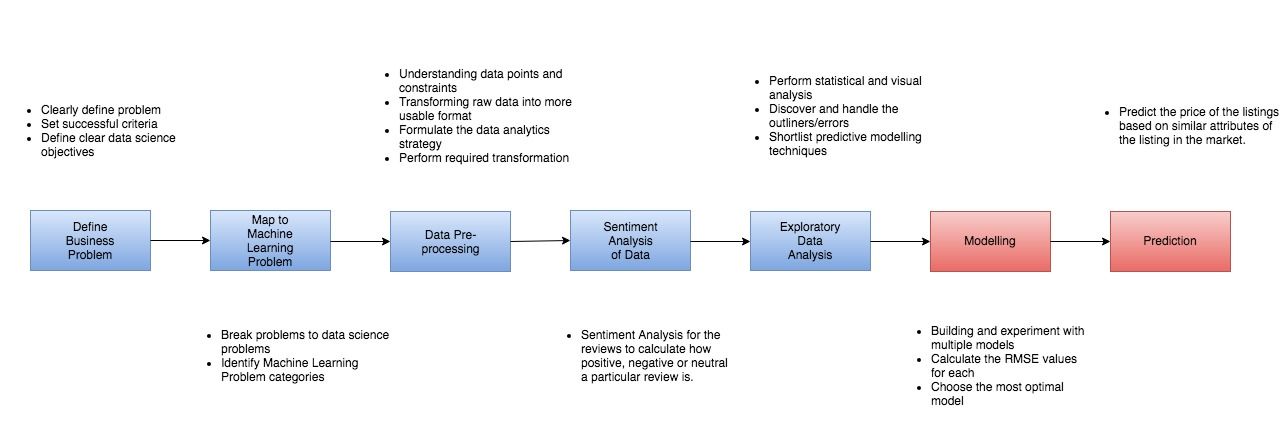 • Clearly define problem
• Set successful criteria
• Define clear data science
objectives
• Understanding data points and
constraints
• Transforming raw data into more
usable format
• Formulate the data analytics
strategy
• Perform required transformation
• Perform statistical and visual
analysis
• Discover and handle the
outliners/errors
• Shortlist predictive modelling
techniques
• Predict the price of the listings
based on similar attributes of
the listing in the market.
Define
Business
Problem
Map to
Machine
Learning
Problem
Data Pre-
processing
Sentiment
Analysis
of Data
Exploratory
Data
Analysis
Modelling
Prediction
• Break problems to data science
problems
• Identify Machine Learning
Problem categories
• Sentiment Analysis for the
reviews to calculate how
positive, negative or neutral
a particular review is.
• Building and experiment with
multiple models
• Calculate the RMSE values
for each
• Choose the most optimal
model